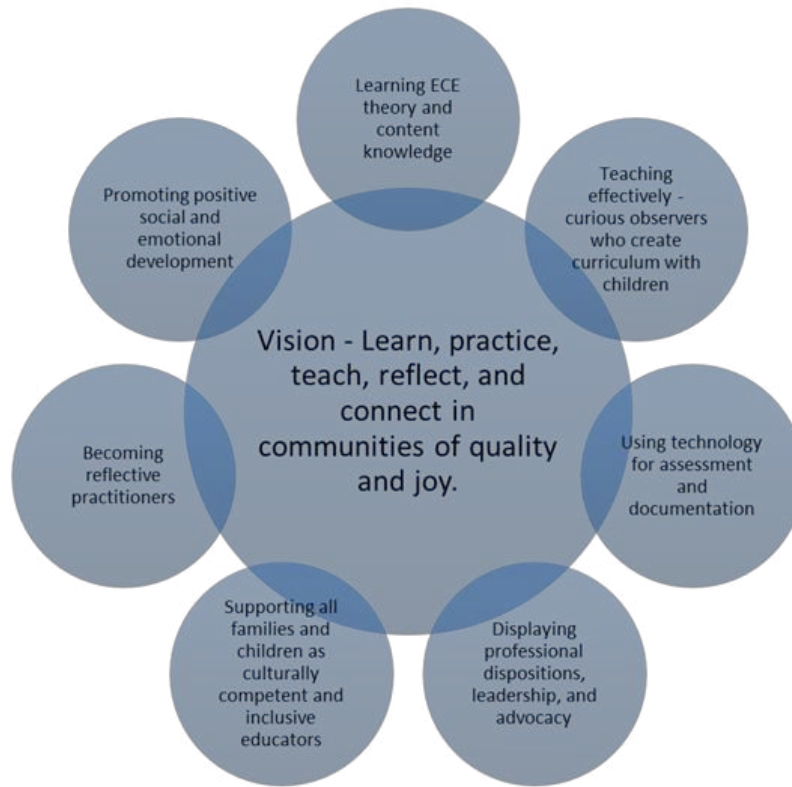 Learning ECE
theory and
content
knowledge
Teaching
effectively -
curious observers
who create
curriculum with
children
Using technology
for assessment
and
documentation
Displaying
professional
dispositions,
leadership, and
advocacy
Supporting all
families and
children as
culturally
competent and
inclusive
educators
Becoming
reflective
practitioners
Promoting positive
social and
emotional
development
Vision - Learn, practice,
teach, reflect, and
connect in
communities of quality
and joy.